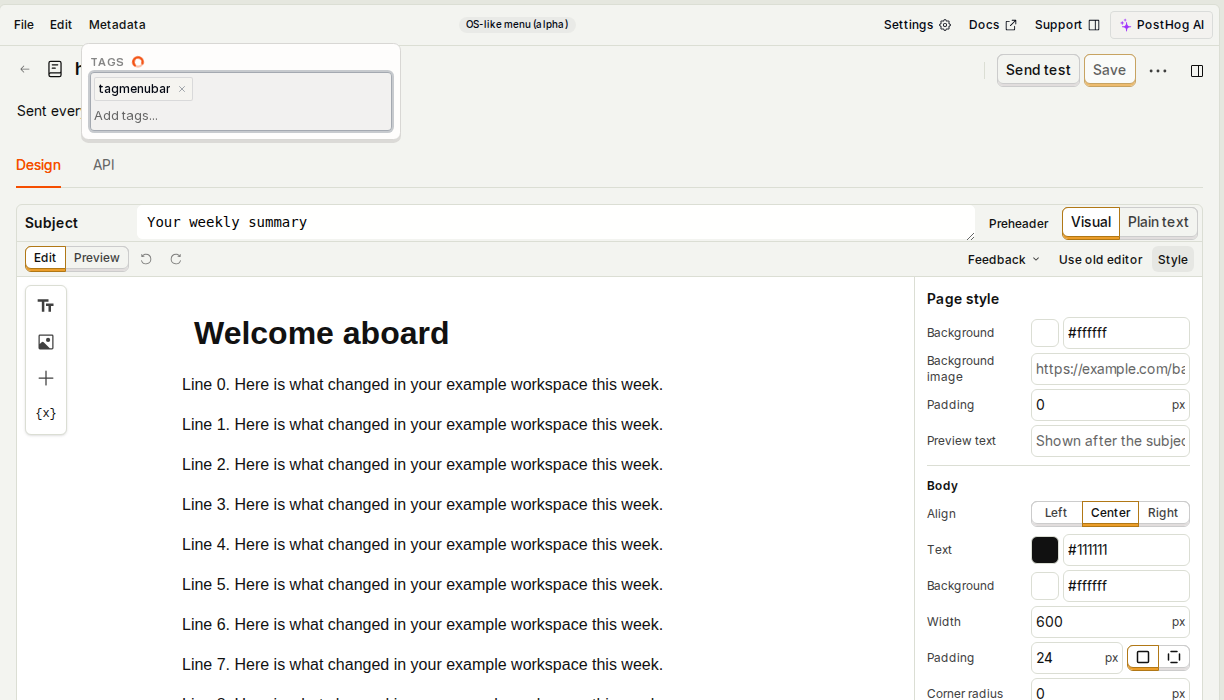 File Edit Metadata OS-like menu (alpha) Settings Docs Support PostHog AI
TAGS
tagmenubar
Add tags...
Send test Save
Sent ever
Design API
Subject Your weekly summary Preheader Visual Plain text
Edit Preview Feedback Use old editor Style
Welcome aboard
Line 0. Here is what changed in your example workspace this week.
Line 1. Here is what changed in your example workspace this week.
Line 2. Here is what changed in your example workspace this week.
Line 3. Here is what changed in your example workspace this week.
Line 4. Here is what changed in your example workspace this week.
Line 5. Here is what changed in your example workspace this week.
Line 6. Here is what changed in your example workspace this week.
Line 7. Here is what changed in your example workspace this week.
Tт
{x}
Page style
Background #ffffff
Background image https://example.com/ba
Padding 0 px
Preview text Shown after the subjec
Body
Align Left Center Right
Text #111111
Background #ffffff
Width 600 px
Padding 24 px
Corner radius 0 px